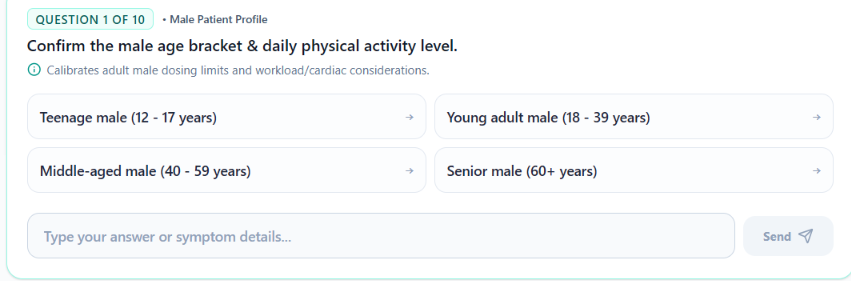 QUESTION 1 OF 10 • Male Patient Profile
Confirm the male age bracket & daily physical activity level.
Calibrates adult male dosing limits and workload/cardiac considerations.
Teenage male (12 - 17 years) → Young adult male (18 - 39 years) →
Middle-aged male (40 - 59 years) → Senior male (60+ years) →
Type your answer or symptom details... Send